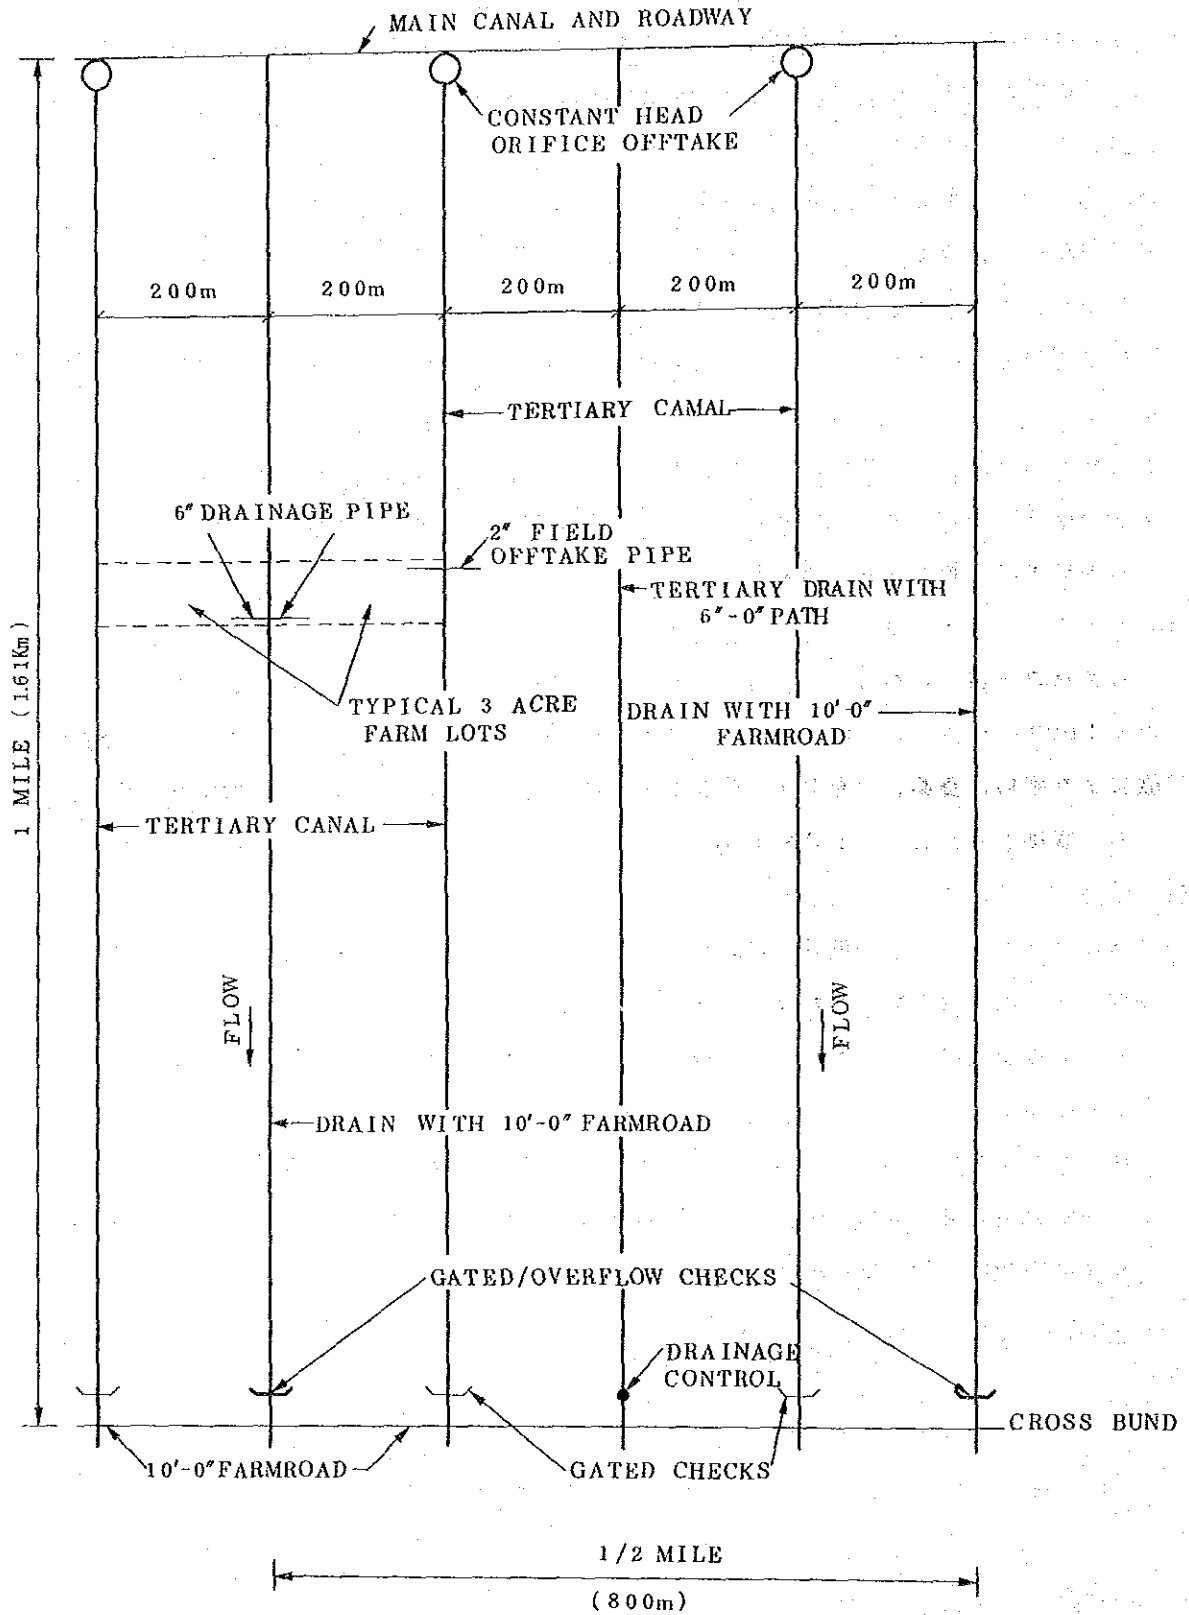 MAIN CANAL AND ROADWAY
CONSTANT HEAD
ORIFICE OFFTAKE
200m 200m 200m 200m 200m
TERTIARY CAMAL
6" DRAINAGE PIPE
2" FIELD
OFFTAKE PIPE
TERTIARY DRAIN WITH
6"-0" PATH
1 MILE (1.61Km)
TYPICAL 3 ACRE
FARM LOTS
DRAIN WITH 10'-0"
FARMROAD
TERTIARY CANAL
FLOW
FLOW
DRAIN WITH 10'-0" FARMROAD
GATED/OVERFLOW CHECKS
DRAINAGE
CONTROL
CROSS BUND
10'-0" FARMROAD
GATED CHECKS
1/2 MILE
(800m)